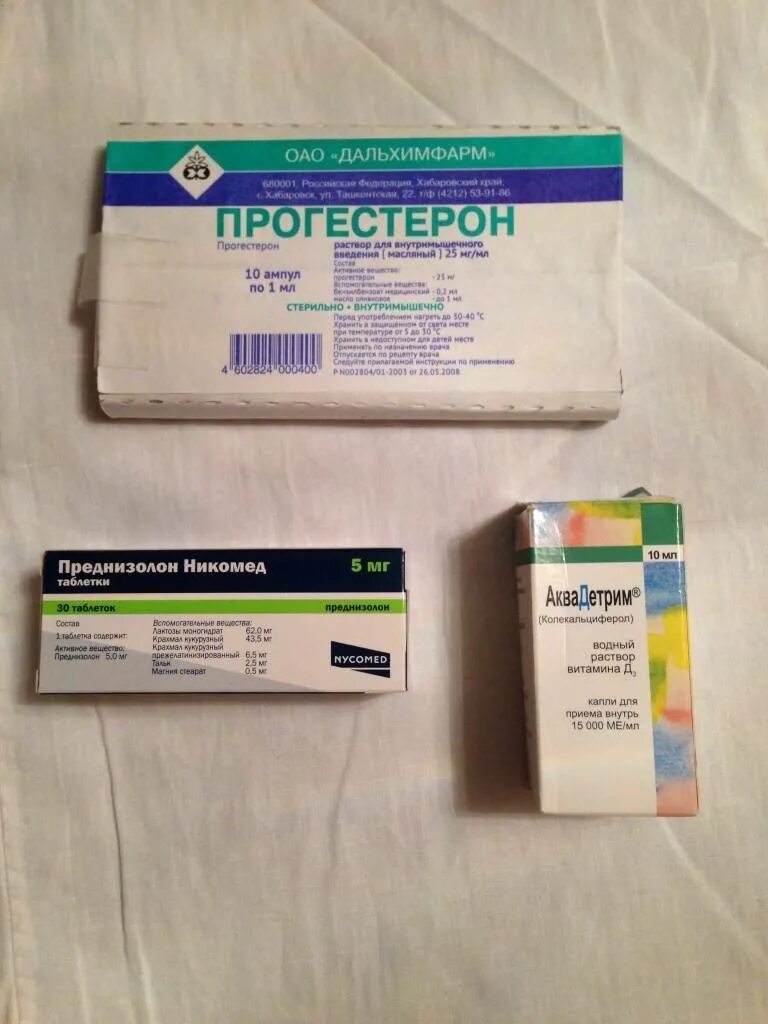 ОАО «ДАЛЬХИМФАРМ»
680001, Российская Федерация, Хабаровский край,
г. Хабаровск, ул. Ташкентская, 22, т/ф (4212) 53-91-86
ПРОГЕСТЕРОН
Прогестерон
10 ампул
по 1 мл
раствор для внутримышечного
введения [ масляный ] 25 мг/мл
Состав
Активное вещество:
прогестерон - 25 мг
Вспомогательные вещества:
бензилбензоат медицинский - 0,2 мл
масло оливковое - до 1 мл
СТЕРИЛЬНО • ВНУТРИМЫШЕЧНО
Перед употреблением нагреть до 30-40 °С
Хранить в защищенном от света месте
при температуре от 5 до 30 °С
Хранить в недоступном для детей месте
Применять по назначению врача
Отпускается по рецепту врача
Следуйте прилагаемой инструкции по применению
Р N002804/01-2003 от 26.05.2008
4 602824 000400
Преднизолон Никомед 5 мг
таблетки
30 таблеток преднизолон
Состав
1 таблетка содержит:
Активное вещество:
Преднизолон 5,0 мг
Вспомогательные вещества:
Лактозы моногидрат 62,0 мг
Крахмал кукурузный 43,5 мг
Крахмал кукурузный
прежелатинизированный 6,5 мг
Тальк 2,5 мг
Магния стеарат 0,5 мг
NYCOMED
10 мл
АкваДетрим®
(Колекальциферол)
водный
раствор
витамина Д3
капли для
приема внутрь
15 000 МЕ/мл